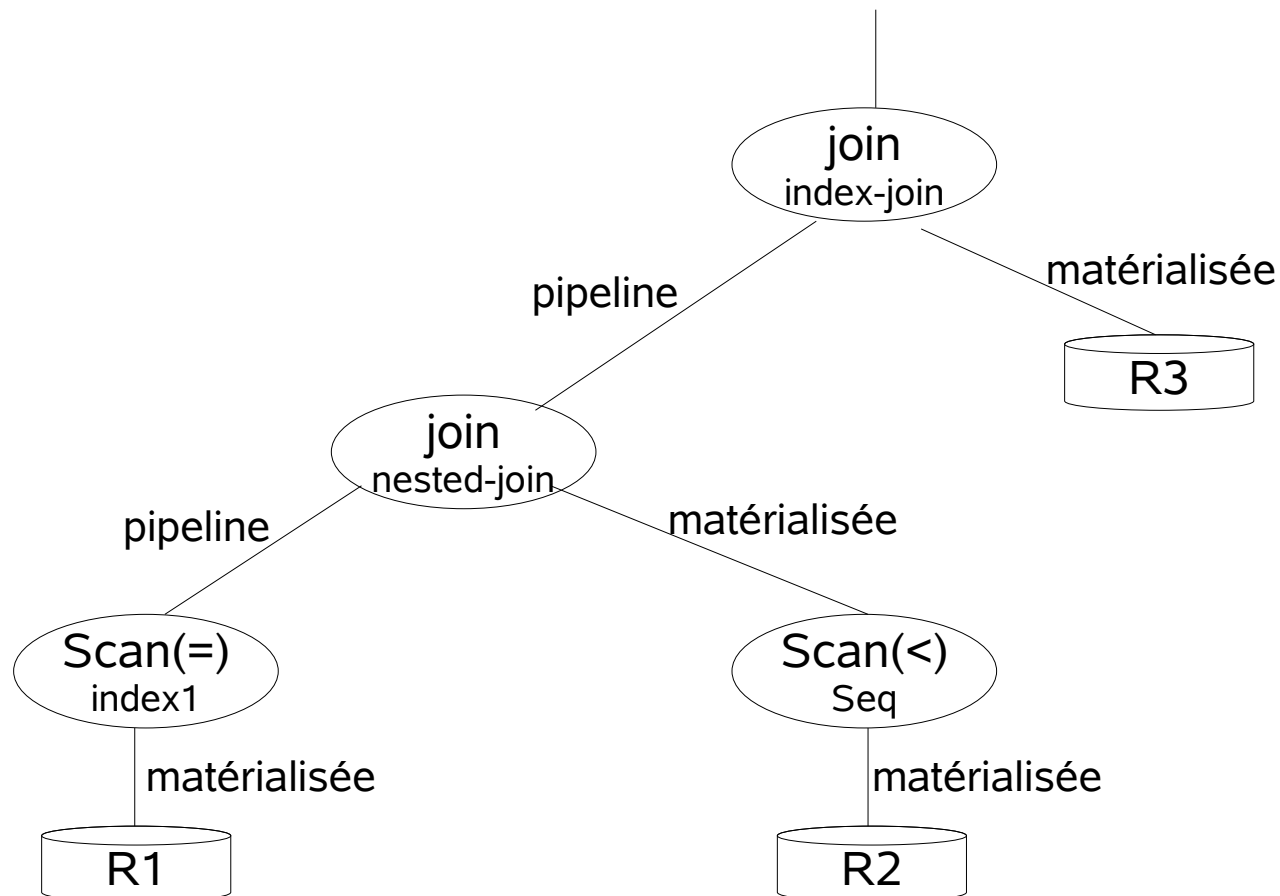 join
index-join
matérialisée
pipeline
R3
join
nested-join
pipeline
matérialisée
Scan(=)
index1
Scan(<)
Seq
matérialisée
matérialisée
R1
R2